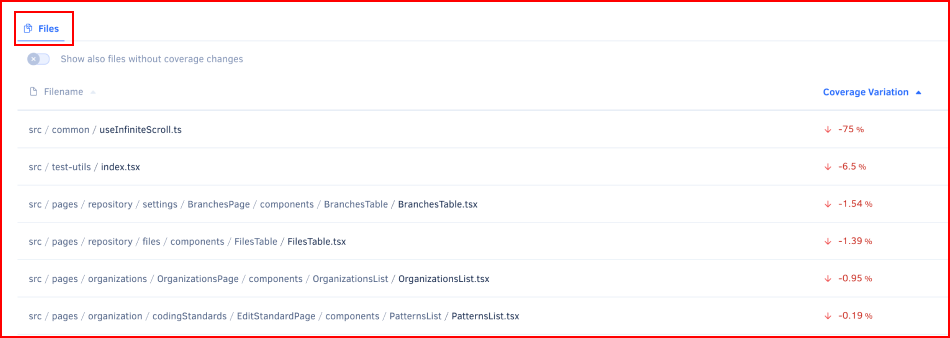 Files
Show also files without coverage changes
Filename Coverage Variation
src / common / useInfiniteScroll.ts -75 %
src / test-utils / index.tsx -6.5 %
src / pages / repository / settings / BranchesPage / components / BranchesTable / BranchesTable.tsx -1.54 %
src / pages / repository / files / components / FilesTable / FilesTable.tsx -1.39 %
src / pages / organizations / OrganizationsPage / components / OrganizationsList / OrganizationsList.tsx -0.95 %
src / pages / organization / codingStandards / EditStandardPage / components / PatternsList / PatternsList.tsx -0.19 %